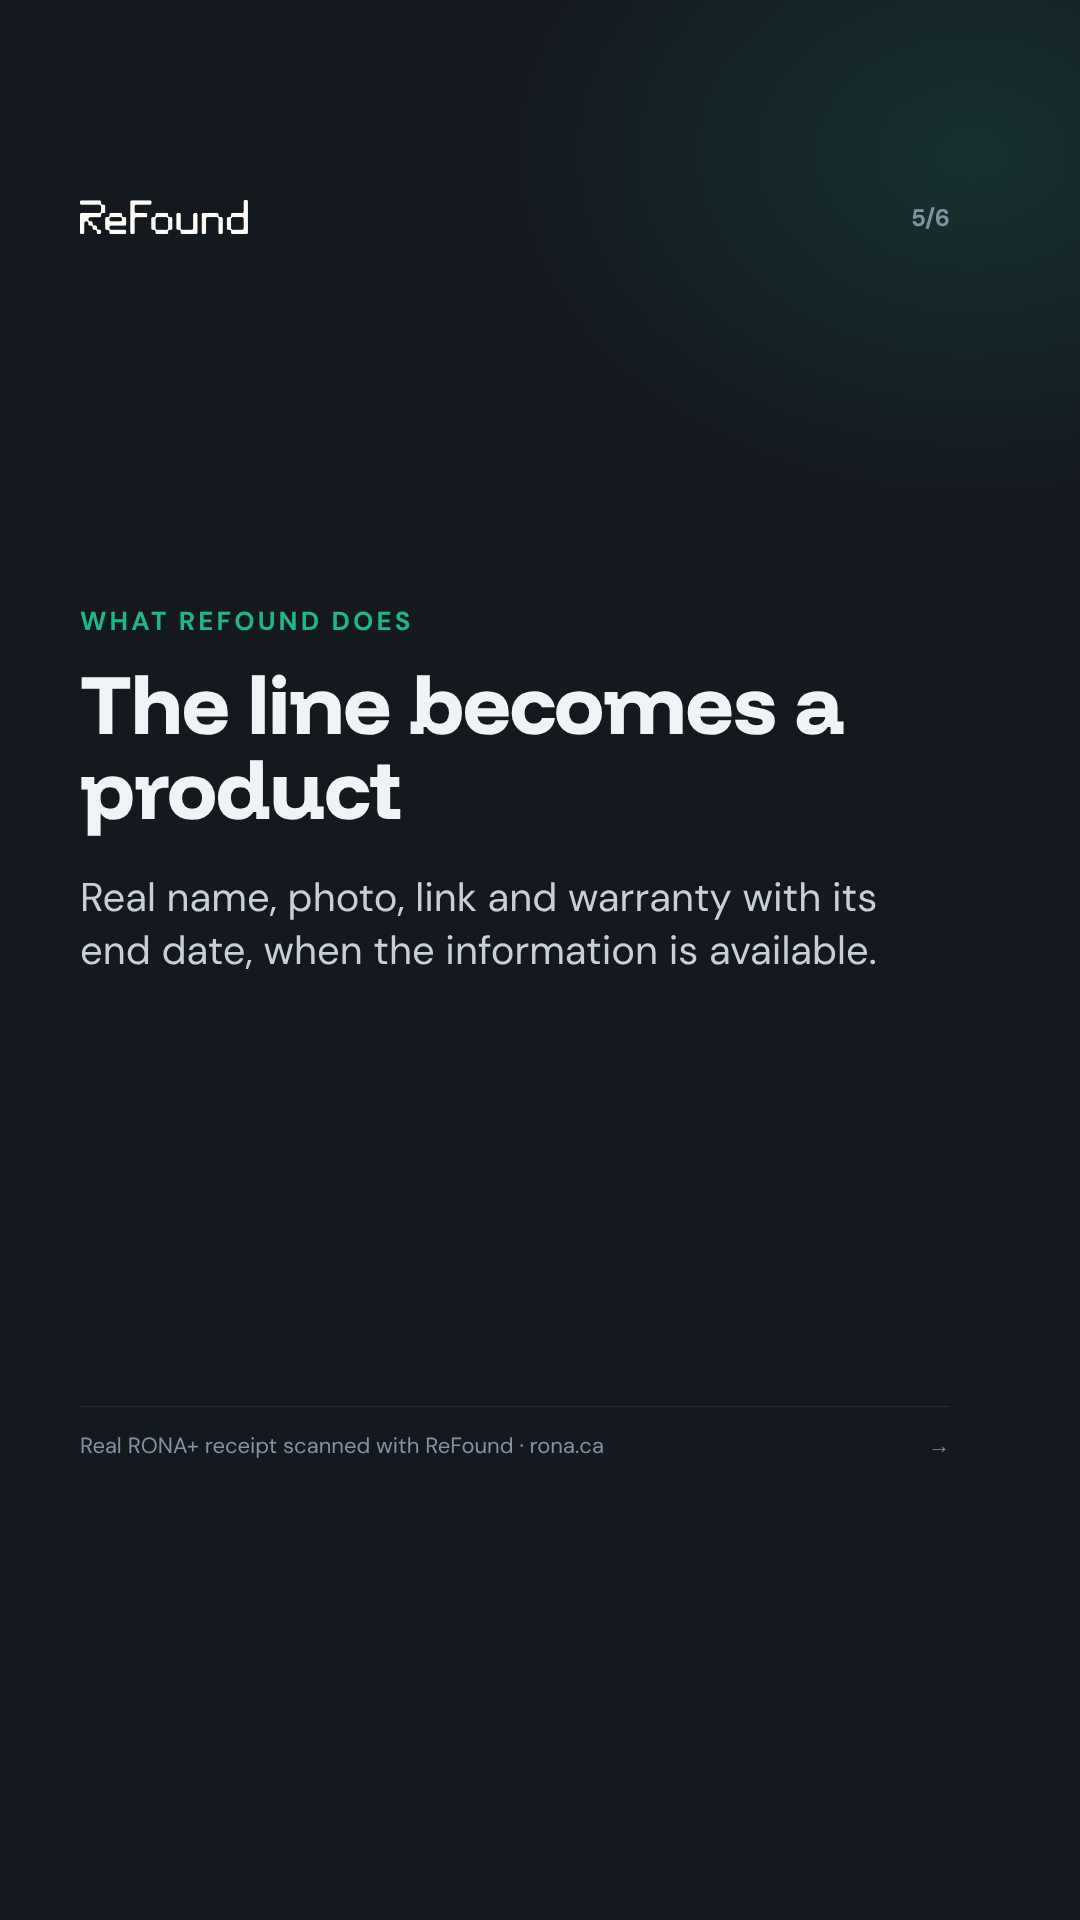 ReFound
5/6
WHAT REFOUND DOES
The line becomes a
product
Real name, photo, link and warranty with its
end date, when the information is available.
Real RONA+ receipt scanned with ReFound · rona.ca
→